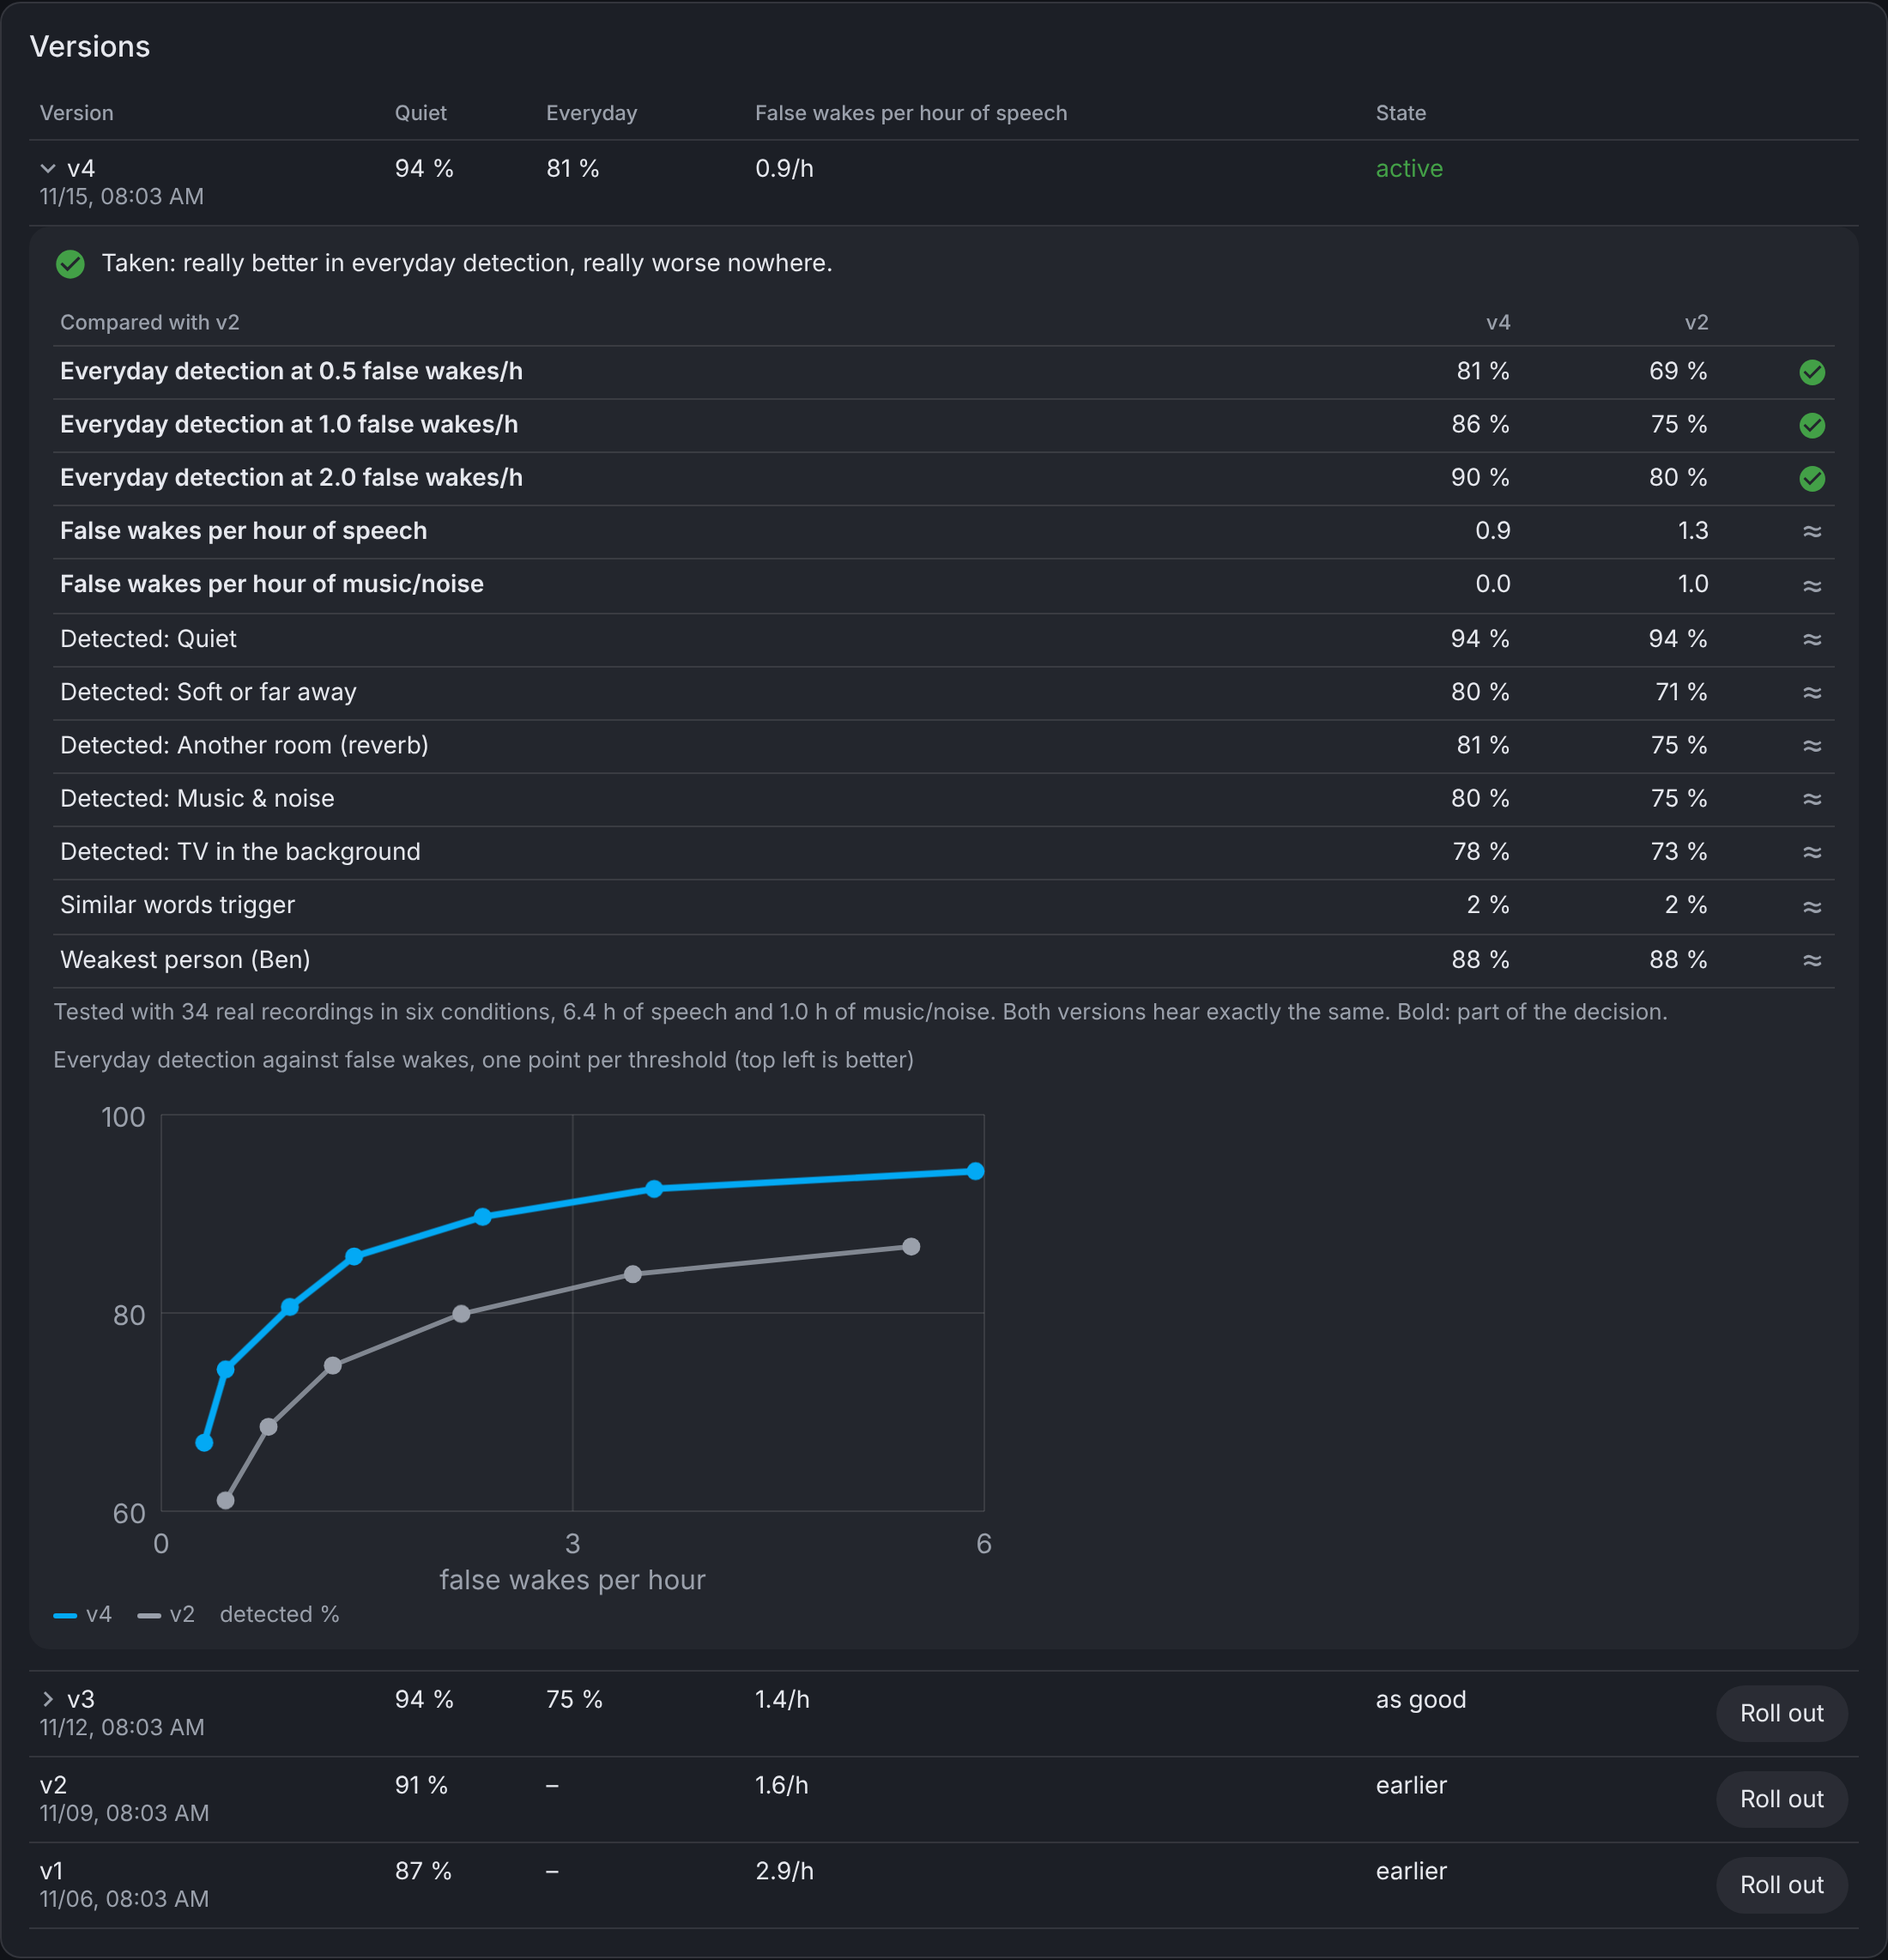 Versions
Version Quiet Everyday False wakes per hour of speech State
v4 94 % 81 % 0.9/h active
11/15, 08:03 AM
Taken: really better in everyday detection, really worse nowhere.
Compared with v2 v4 v2
Everyday detection at 0.5 false wakes/h 81 % 69 %
Everyday detection at 1.0 false wakes/h 86 % 75 %
Everyday detection at 2.0 false wakes/h 90 % 80 %
False wakes per hour of speech 0.9 1.3 ≈
False wakes per hour of music/noise 0.0 1.0 ≈
Detected: Quiet 94 % 94 % ≈
Detected: Soft or far away 80 % 71 % ≈
Detected: Another room (reverb) 81 % 75 % ≈
Detected: Music & noise 80 % 75 % ≈
Detected: TV in the background 78 % 73 % ≈
Similar words trigger 2 % 2 % ≈
Weakest person (Ben) 88 % 88 % ≈
Tested with 34 real recordings in six conditions, 6.4 h of speech and 1.0 h of music/noise. Both versions hear exactly the same. Bold: part of the decision.
Everyday detection against false wakes, one point per threshold (top left is better)
100
80
60
0 3 6
false wakes per hour
v4 v2 detected %
v3 94 % 75 % 1.4/h as good Roll out
11/12, 08:03 AM
v2 91 % – 1.6/h earlier Roll out
11/09, 08:03 AM
v1 87 % – 2.9/h earlier Roll out
11/06, 08:03 AM